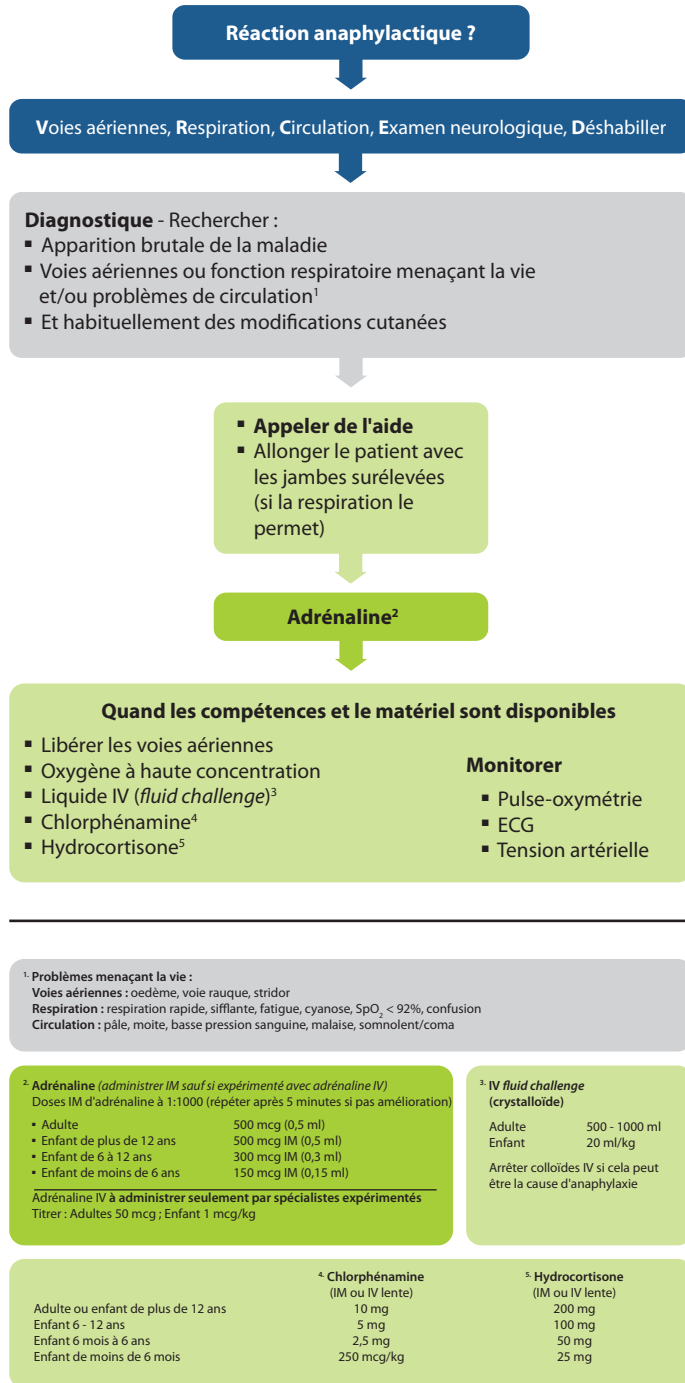 Réaction anaphylactique ?
Voies aériennes, Respiration, Circulation, Examen neurologique, Déshabiller
Diagnostique - Rechercher :
▪ Apparition brutale de la maladie
▪ Voies aériennes ou fonction respiratoire menaçant la vie
et/ou problèmes de circulation¹
▪ Et habituellement des modifications cutanées
▪ Appeler de l'aide
▪ Allonger le patient avec
les jambes surélevées
(si la respiration le
permet)
Adrénaline²
Quand les compétences et le matériel sont disponibles
▪ Libérer les voies aériennes
▪ Oxygène à haute concentration
▪ Liquide IV (fluid challenge)³
▪ Chlorphénamine⁴
▪ Hydrocortisone⁵
Monitorer
▪ Pulse-oxymétrie
▪ ECG
▪ Tension artérielle
¹· Problèmes menaçant la vie :
Voies aériennes : oedème, voie rauque, stridor
Respiration : respiration rapide, sifflante, fatigue, cyanose, SpO₂ < 92%, confusion
Circulation : pâle, moite, basse pression sanguine, malaise, somnolent/coma
²· Adrénaline (administrer IM sauf si expérimenté avec adrénaline IV)
Doses IM d'adrénaline à 1:1000 (répéter après 5 minutes si pas amélioration)
▪ Adulte 500 mcg (0,5 ml)
▪ Enfant de plus de 12 ans 500 mcg IM (0,5 ml)
▪ Enfant de 6 à 12 ans 300 mcg IM (0,3 ml)
▪ Enfant de moins de 6 ans 150 mcg IM (0,15 ml)
Adrénaline IV à administrer seulement par spécialistes expérimentés
Titrer : Adultes 50 mcg ; Enfant 1 mcg/kg
³· IV fluid challenge
(crystalloïde)
Adulte 500 - 1000 ml
Enfant 20 ml/kg
Arrêter colloïdes IV si cela peut
être la cause d'anaphylaxie
⁴· Chlorphénamine ⁵· Hydrocortisone
(IM ou IV lente) (IM ou IV lente)
Adulte ou enfant de plus de 12 ans 10 mg 200 mg
Enfant 6 - 12 ans 5 mg 100 mg
Enfant 6 mois à 6 ans 2,5 mg 50 mg
Enfant de moins de 6 mois 250 mcg/kg 25 mg